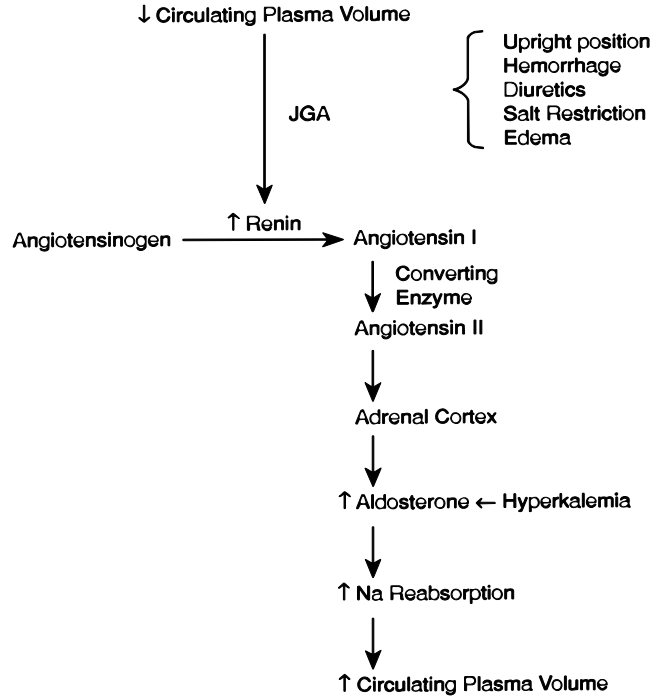 ↓ Circulating Plasma Volume
Upright position
Hemorrhage
Diuretics
Salt Restriction
Edema
JGA
↑ Renin
Angiotensinogen
Angiotensin I
Converting
Enzyme
Angiotensin II
Adrenal Cortex
↑ Aldosterone ← Hyperkalemia
↑ Na Reabsorption
↑ Circulating Plasma Volume